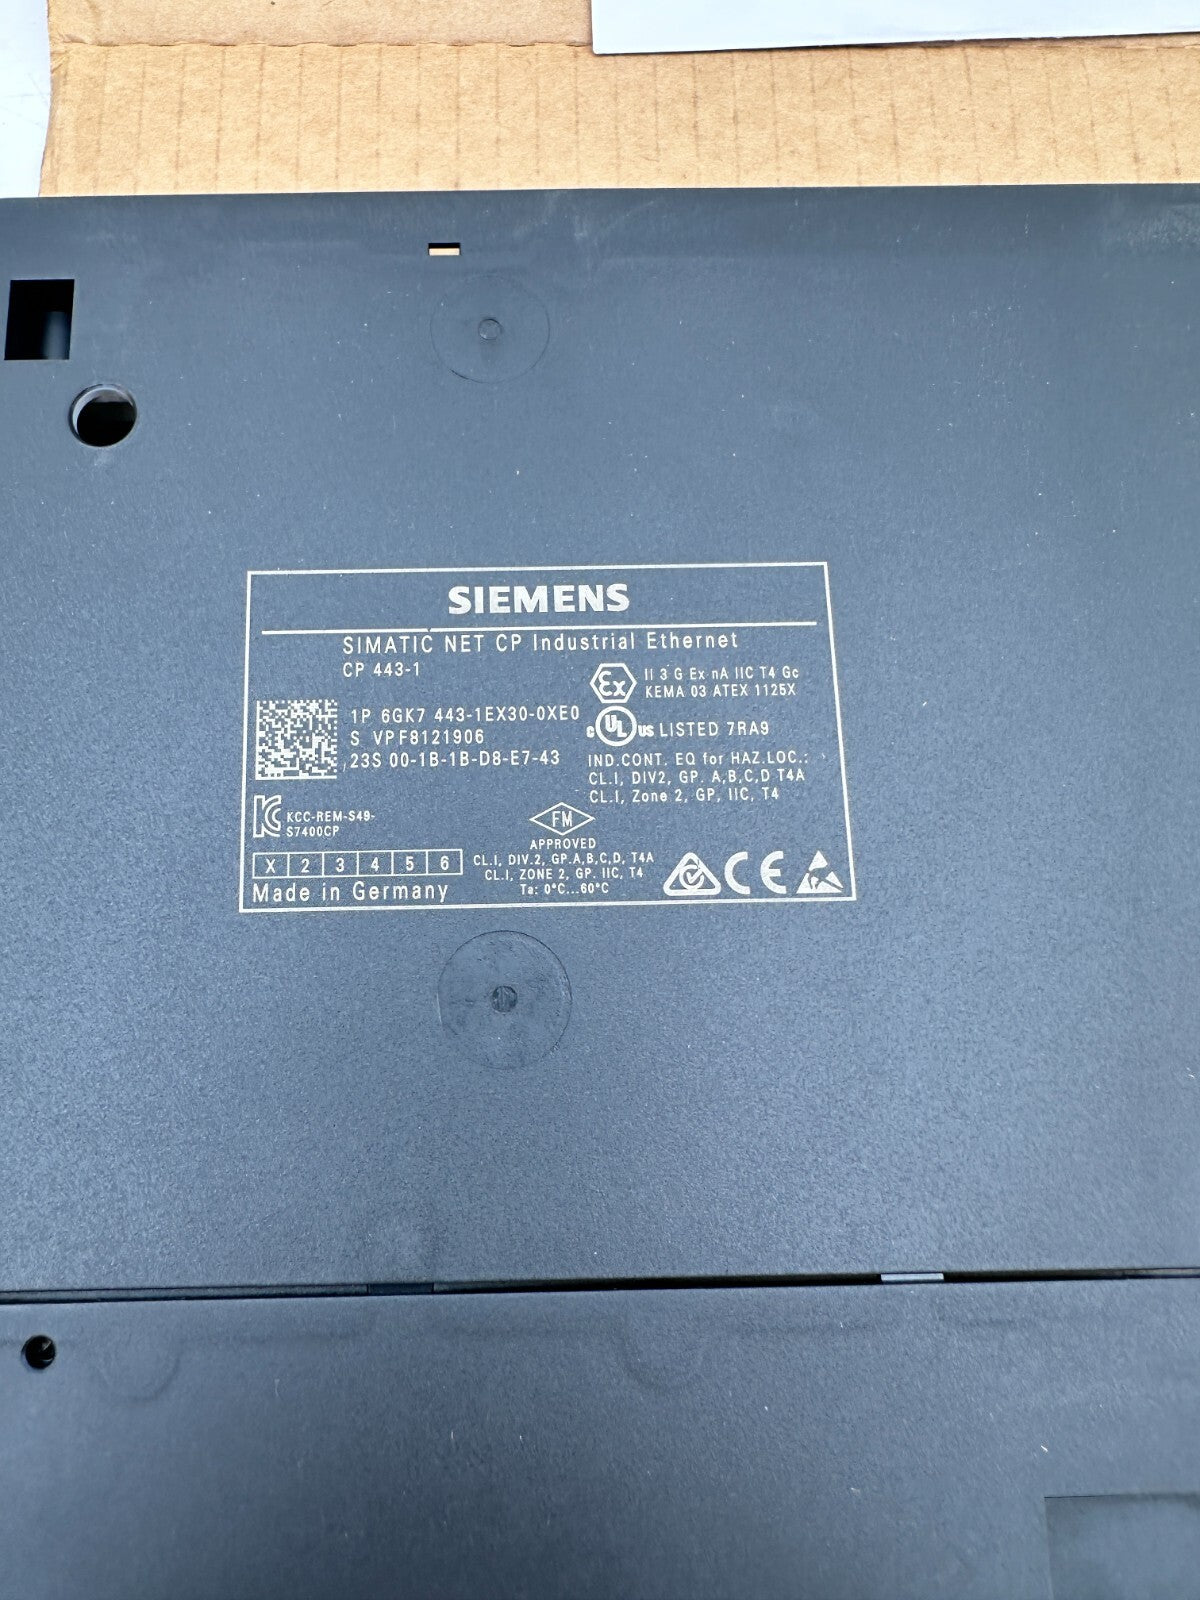 SIEMENS
SIMATIC NET CP Industrial Ethernet
CP 443-1
Ex II 3 G Ex nA IIC T4 Gc
KEMA 03 ATEX 1125X
1P 6GK7 443-1EX30-0XE0
S VPF8121906
23S 00-1B-1B-D8-E7-43
c UL us LISTED 7RA9
IND.CONT. EQ for HAZ.LOC.:
CL.I, DIV2, GP. A,B,C,D T4A
CL.I, Zone 2, GP, IIC, T4
KCC-REM-S49-
S7400CP
FM
APPROVED
CL.I, DIV.2, GP.A,B,C,D, T4A
CL.I, ZONE 2, GP. IIC, T4
Ta: 0°C...60°C
X 2 3 4 5 6
Made in Germany
CE